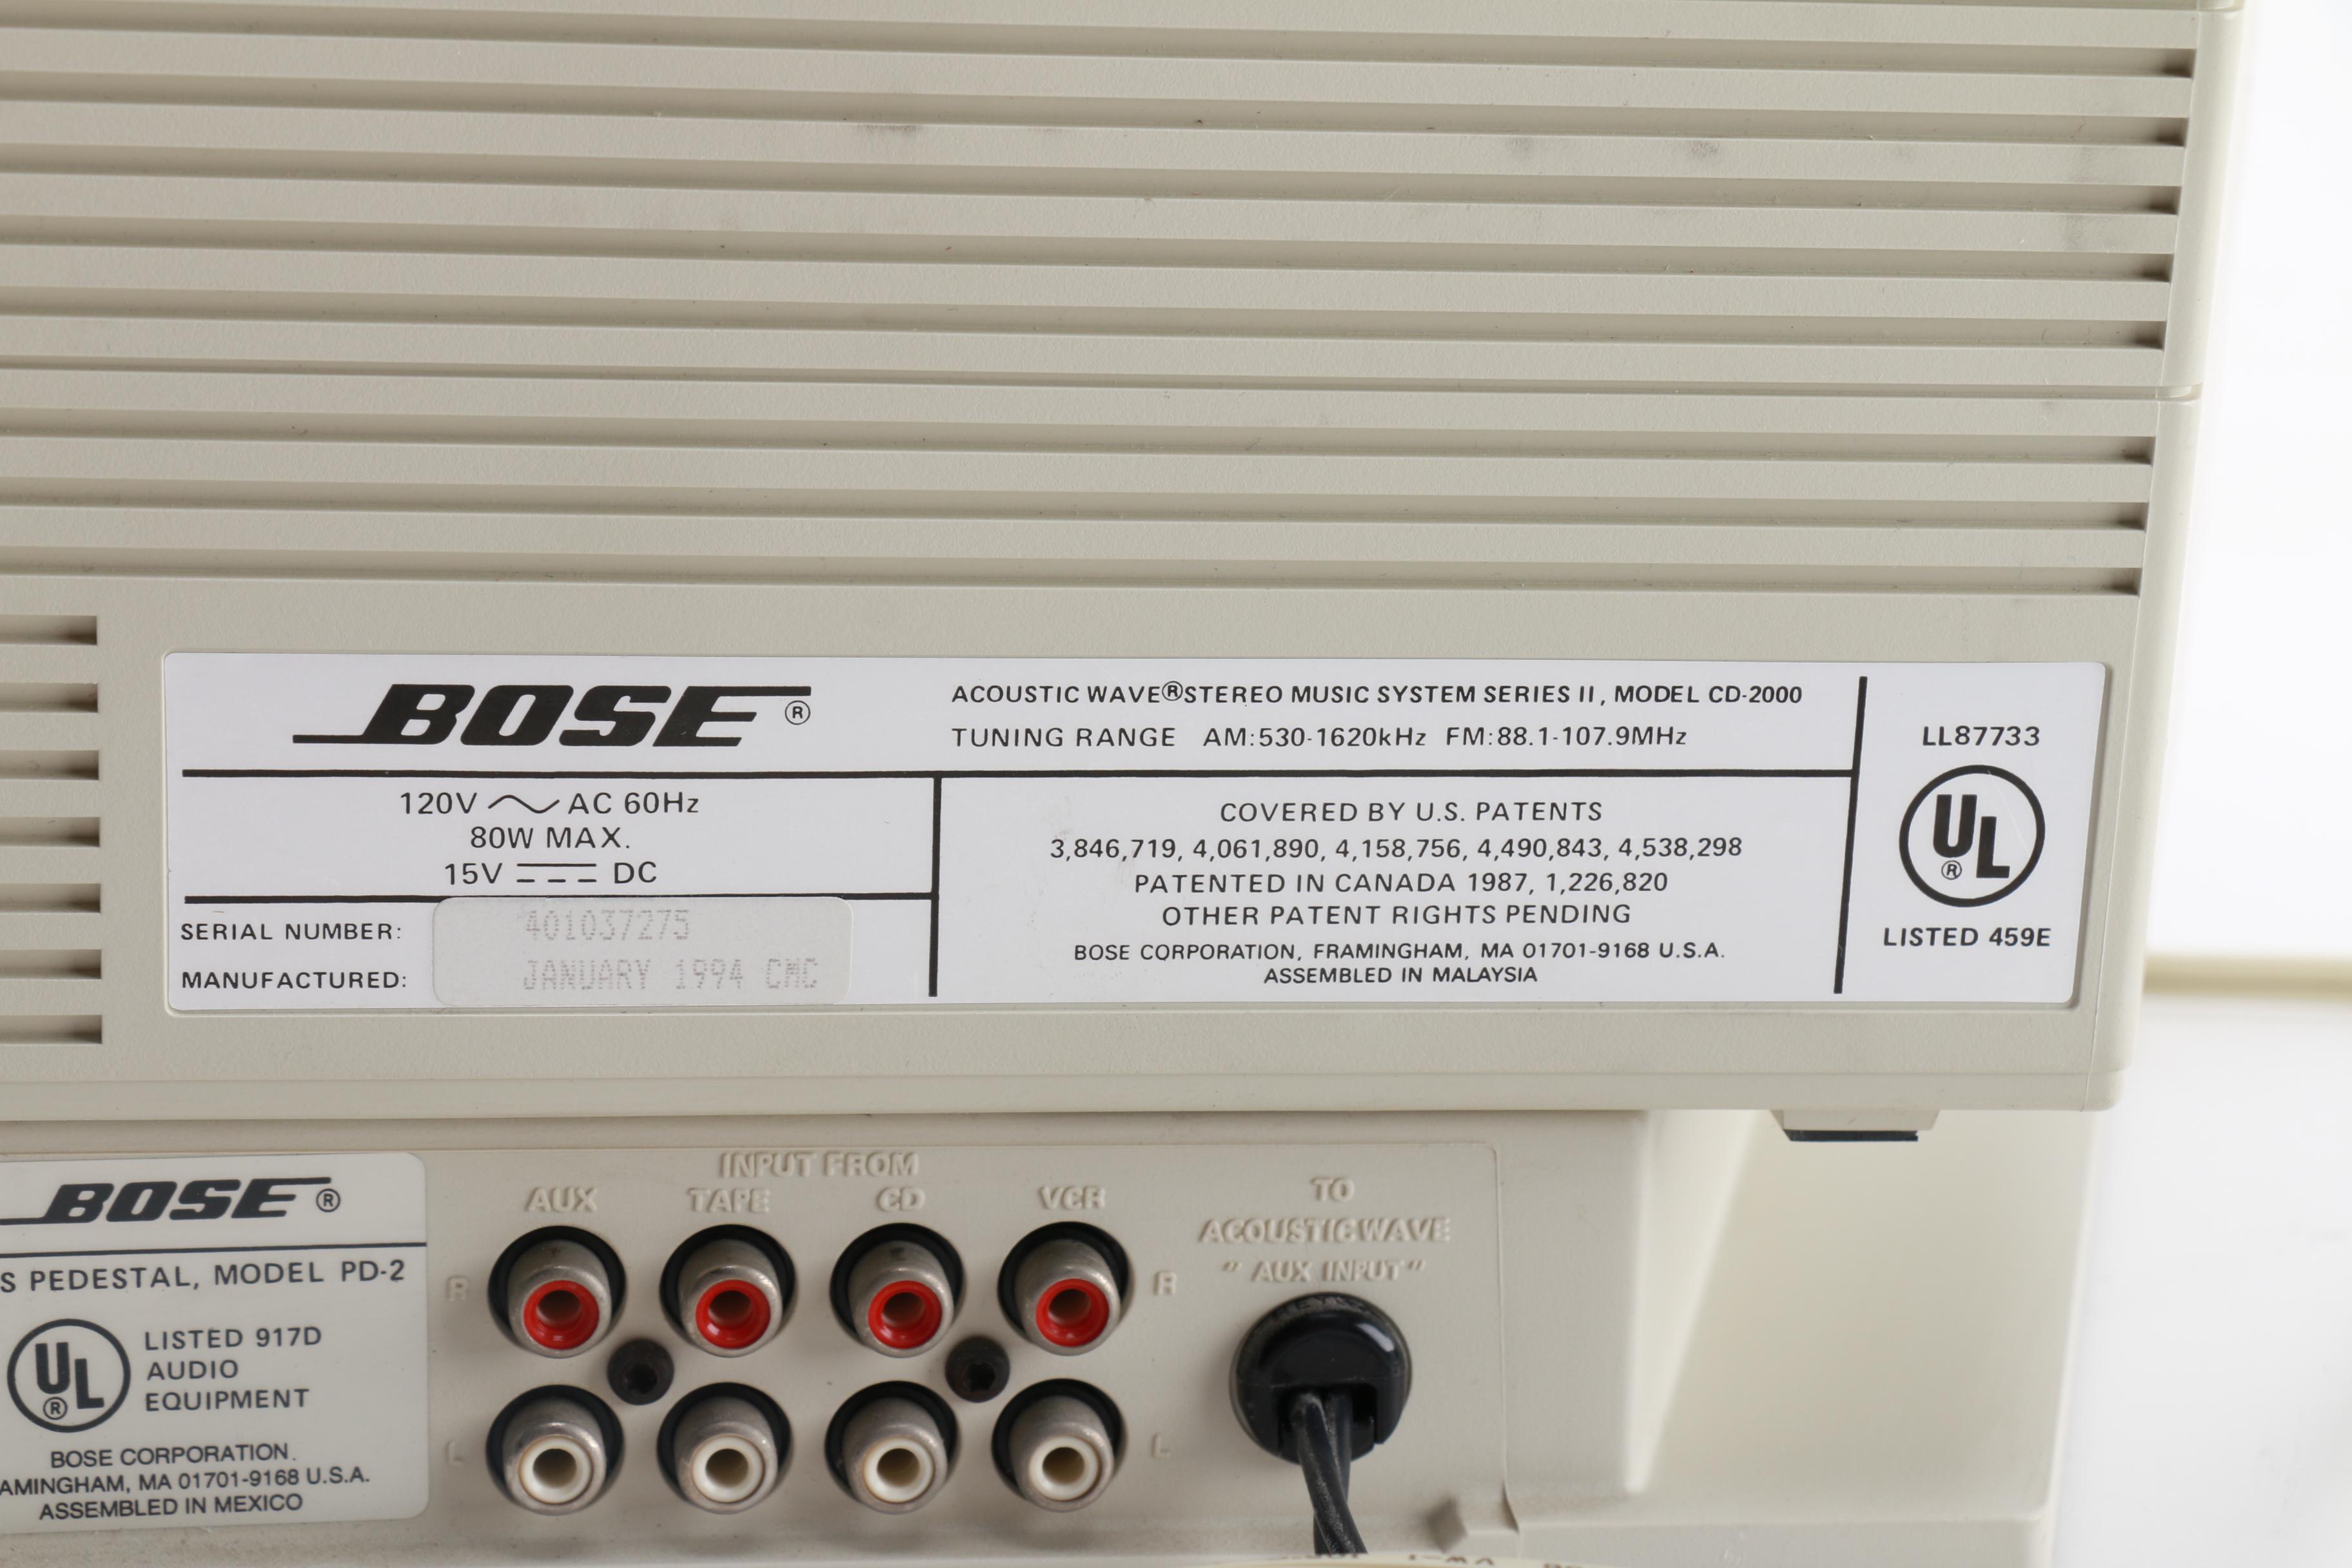 BOSE®
ACOUSTIC WAVE® STEREO MUSIC SYSTEM SERIES II, MODEL CD-2000
TUNING RANGE AM:530-1620kHz FM:88.1-107.9MHz
120V AC 60Hz
80W MAX.
15V DC
SERIAL NUMBER: 401037275
MANUFACTURED: JANUARY 1994 CMC
COVERED BY U.S. PATENTS
3,846,719, 4,061,890, 4,158,756, 4,490,843, 4,538,298
PATENTED IN CANADA 1987, 1,226,820
OTHER PATENT RIGHTS PENDING
BOSE CORPORATION, FRAMINGHAM, MA 01701-9168 U.S.A.
ASSEMBLED IN MALAYSIA
LL87733
UL®
LISTED 459E
BOSE®
S PEDESTAL, MODEL PD-2
UL®
LISTED 917D
AUDIO
EQUIPMENT
BOSE CORPORATION
AMINGHAM, MA 01701-9168 U.S.A.
ASSEMBLED IN MEXICO
INPUT FROM
AUX TAPE CD VCR
R R
L L
TO
ACOUSTIC WAVE
"AUX INPUT"